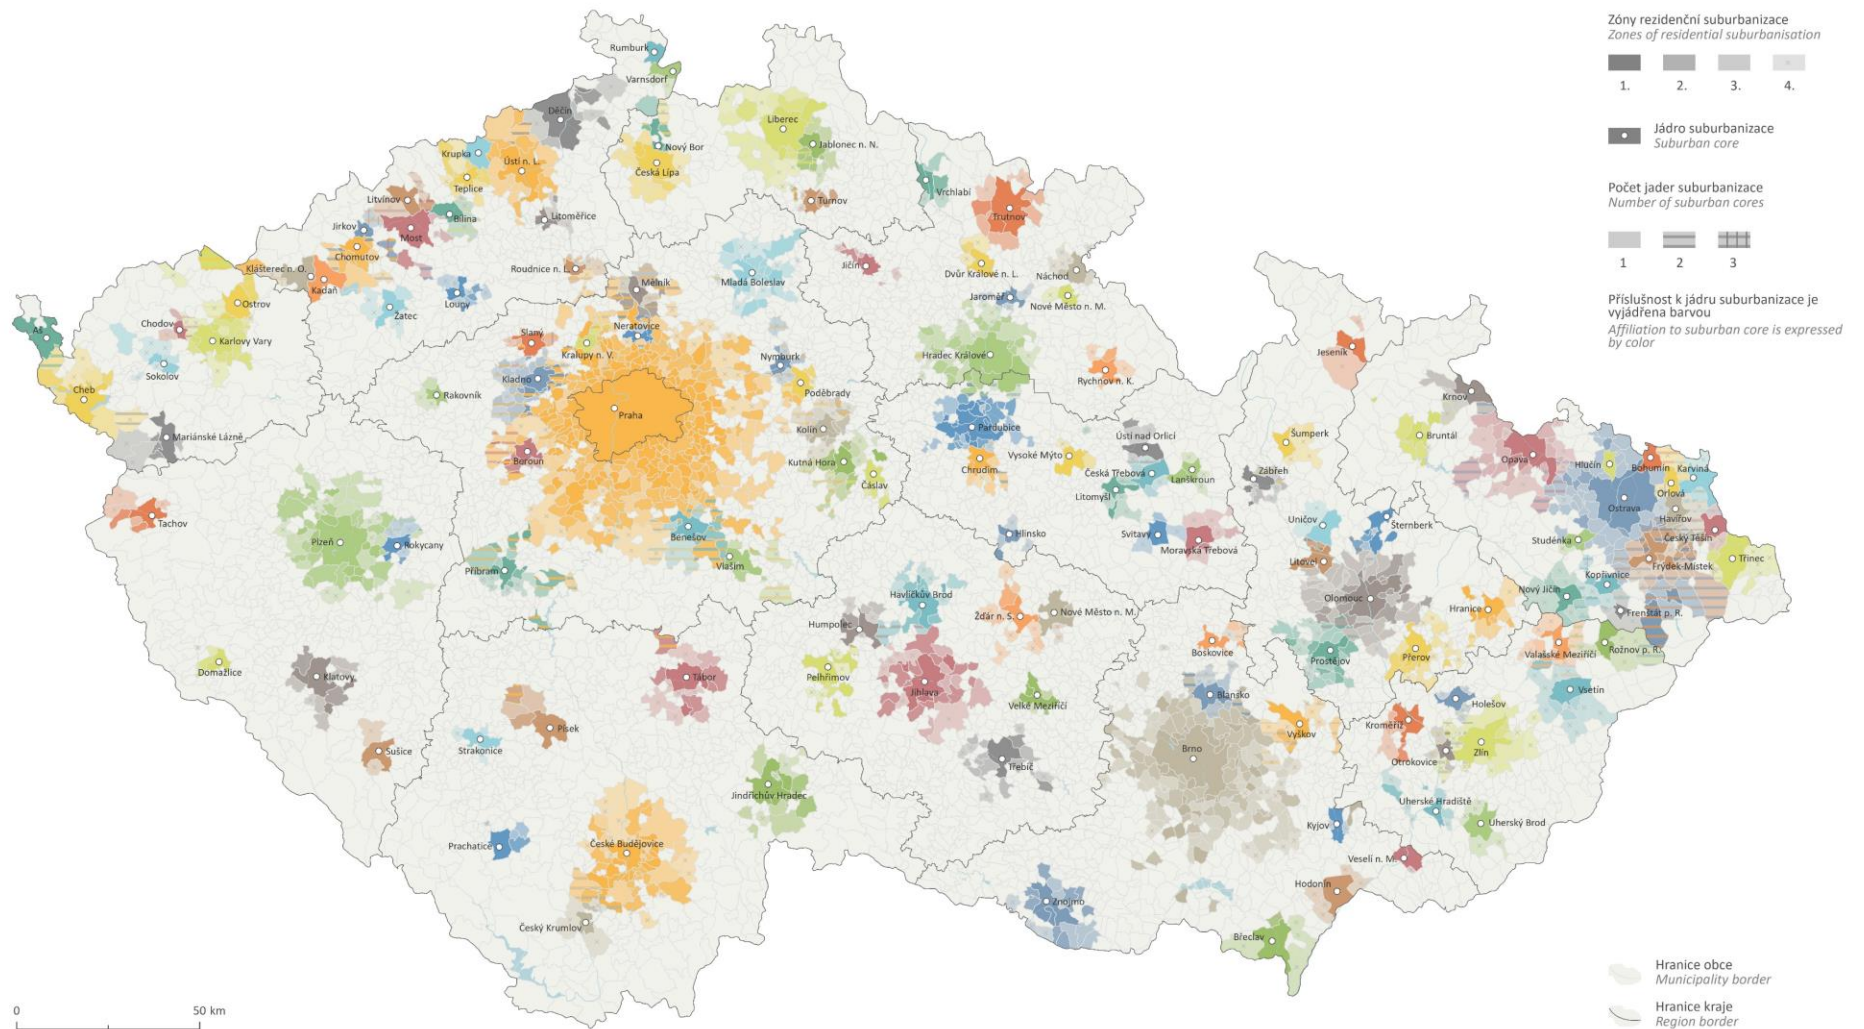 Zóny rezidenční suburbanizace
Zones of residential suburbanisation
1. 2. 3. 4.
Jádro suburbanizace
Suburban core
Počet jader suburbanizace
Number of suburban cores
1 2 3
Příslušnost k jádru suburbanizace je
vyjádřena barvou
Affiliation to suburban core is expressed
by color
Rumburk
Varnsdorf
Děčín
Liberec
Jablonec n. N.
Krupka
Ústí n. L.
Nový Bor
Česká Lípa
Teplice
Vrchlabí
Litvínov
Turnov
Trutnov
Bílina
Litoměřice
Jirkov
Most
Chomutov
Klášterec n. O.
Kadaň
Roudnice n. L.
Mělník
Mladá Boleslav
Jičín
Dvůr Králové n. L.
Náchod
Jaroměř
Nové Město n. M.
Ostrov
Louny
Žatec
Chodov
Aš
Karlovy Vary
Slaný
Neratovice
Kralupy n. V.
Nymburk
Hradec Králové
Jeseník
Sokolov
Kladno
Rychnov n. K.
Cheb
Rakovník
Poděbrady
Krnov
Praha
Kolín
Pardubice
Mariánské Lázně
Ústí nad Orlicí
Šumperk
Bruntál
Beroun
Kutná Hora
Chrudim
Vysoké Mýto
Opava
Hlučín
Bohumín
Karviná
Čáslav
Česká Třebová
Lanškroun
Zábřeh
Litomyšl
Orlová
Ostrava
Tachov
Havířov
Plzeň
Rokycany
Benešov
Hlinsko
Svitavy
Moravská Třebová
Uničov
Šternberk
Studénka
Český Těšín
Vlašim
Litovel
Frýdek-Místek
Třinec
Příbram
Kopřivnice
Olomouc
Nový Jičín
Havlíčkův Brod
Hranice
Frenštát p. R.
Žďár n. S.
Nové Město n. M.
Humpolec
Boskovice
Prostějov
Přerov
Valašské Meziříčí
Rožnov p. R.
Domažlice
Klatovy
Tábor
Pelhřimov
Jihlava
Velké Meziříčí
Blansko
Holešov
Vsetín
Písek
Vyškov
Kroměříž
Strakonice
Sušice
Brno
Zlín
Třebíč
Otrokovice
Jindřichův Hradec
Uherské Hradiště
Kyjov
Uherský Brod
Prachatice
České Budějovice
Veselí n. M.
Hodonín
Znojmo
Český Krumlov
Břeclav
Hranice obce
Municipality border
Hranice kraje
Region border
0 50 km